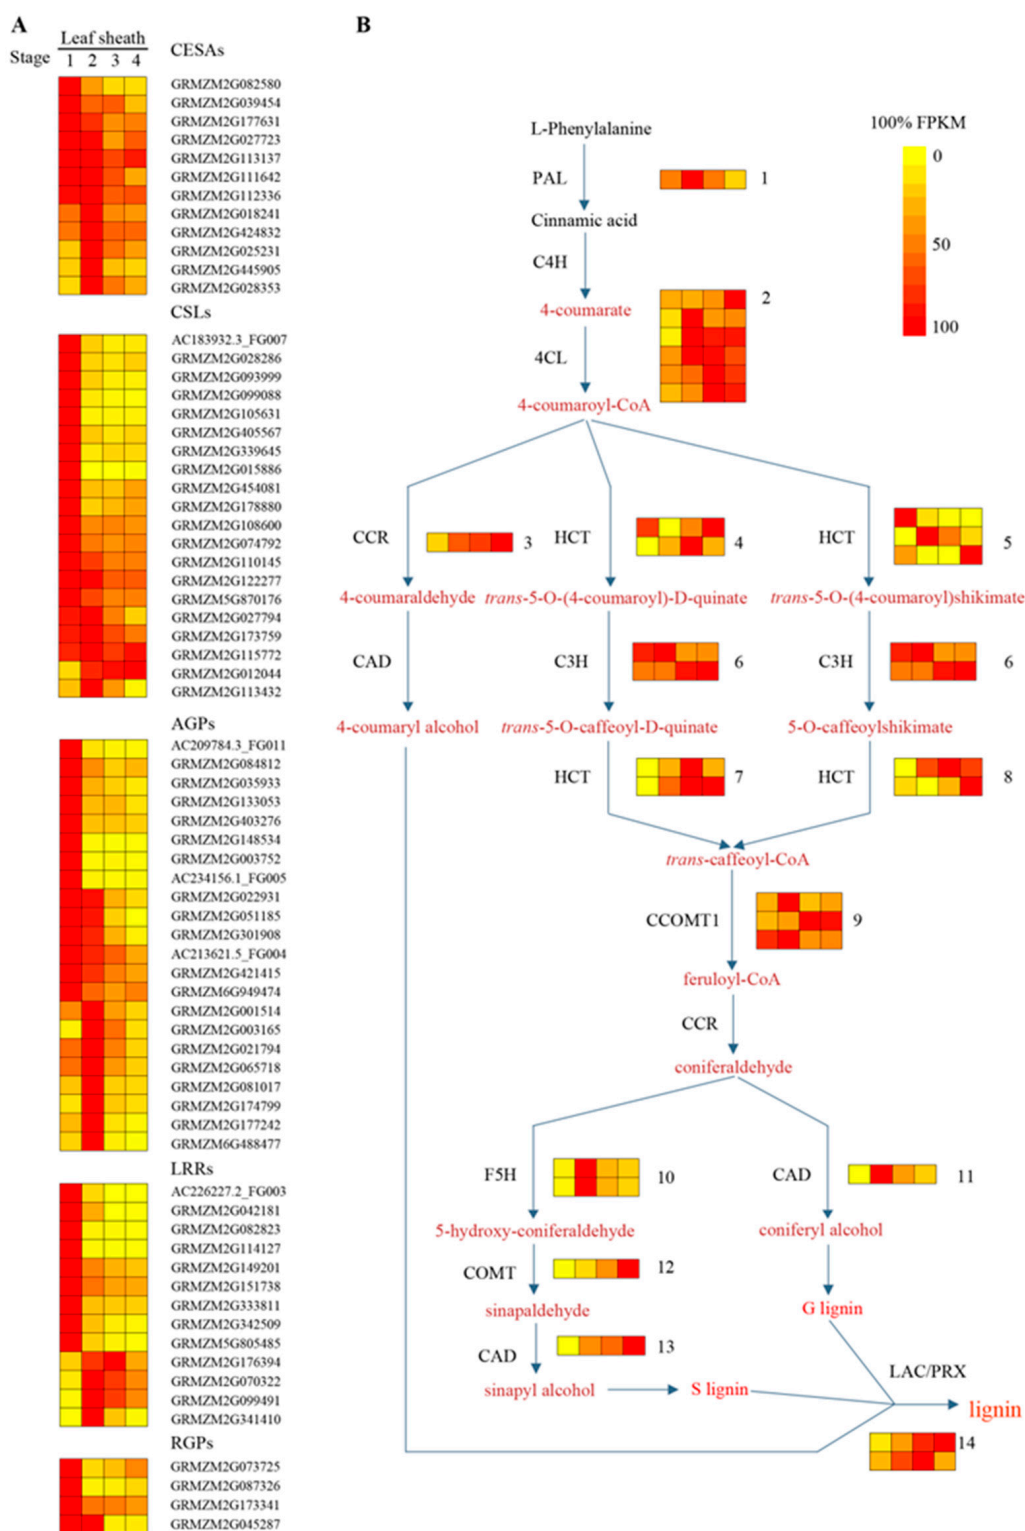 A
Leaf sheath
Stage 1 2 3 4
CESAs
GRMZM2G082580
GRMZM2G039454
GRMZM2G177631
GRMZM2G027723
GRMZM2G113137
GRMZM2G111642
GRMZM2G112336
GRMZM2G018241
GRMZM2G424832
GRMZM2G025231
GRMZM2G445905
GRMZM2G028353
CSLs
AC183932.3_FG007
GRMZM2G028286
GRMZM2G093999
GRMZM2G099088
GRMZM2G105631
GRMZM2G405567
GRMZM2G339645
GRMZM2G015886
GRMZM2G454081
GRMZM2G178880
GRMZM2G108600
GRMZM2G074792
GRMZM2G110145
GRMZM2G122277
GRMZM5G870176
GRMZM2G027794
GRMZM2G173759
GRMZM2G115772
GRMZM2G012044
GRMZM2G113432
AGPs
AC209784.3_FG011
GRMZM2G084812
GRMZM2G035933
GRMZM2G133053
GRMZM2G403276
GRMZM2G148534
GRMZM2G003752
AC234156.1_FG005
GRMZM2G022931
GRMZM2G051185
GRMZM2G301908
AC213621.5_FG004
GRMZM2G421415
GRMZM6G949474
GRMZM2G001514
GRMZM2G003165
GRMZM2G021794
GRMZM2G065718
GRMZM2G081017
GRMZM2G174799
GRMZM2G177242
GRMZM6G488477
LRRs
AC226227.2_FG003
GRMZM2G042181
GRMZM2G082823
GRMZM2G114127
GRMZM2G149201
GRMZM2G151738
GRMZM2G333811
GRMZM2G342509
GRMZM5G805485
GRMZM2G176394
GRMZM2G070322
GRMZM2G099491
GRMZM2G341410
RGPs
GRMZM2G073725
GRMZM2G087326
GRMZM2G173341
GRMZM2G045287
B
100% FPKM
0
50
100
L-Phenylalanine
PAL 1
Cinnamic acid
C4H
4-coumarate 2
4CL
4-coumaroyl-CoA
CCR 3 HCT 4 HCT 5
4-coumaraldehyde trans-5-O-(4-coumaroyl)-D-quinate trans-5-O-(4-coumaroyl)shikimate
CAD C3H 6 C3H 6
4-coumaryl alcohol trans-5-O-caffeoyl-D-quinate 5-O-caffeoylshikimate
HCT 7 HCT 8
trans-caffeoyl-CoA
CCOMT1 9
feruloyl-CoA
CCR
coniferaldehyde
F5H 10 CAD 11
5-hydroxy-coniferaldehyde coniferyl alcohol
COMT 12
sinapaldehyde G lignin
CAD 13
LAC/PRX
sinapyl alcohol S lignin
lignin
14